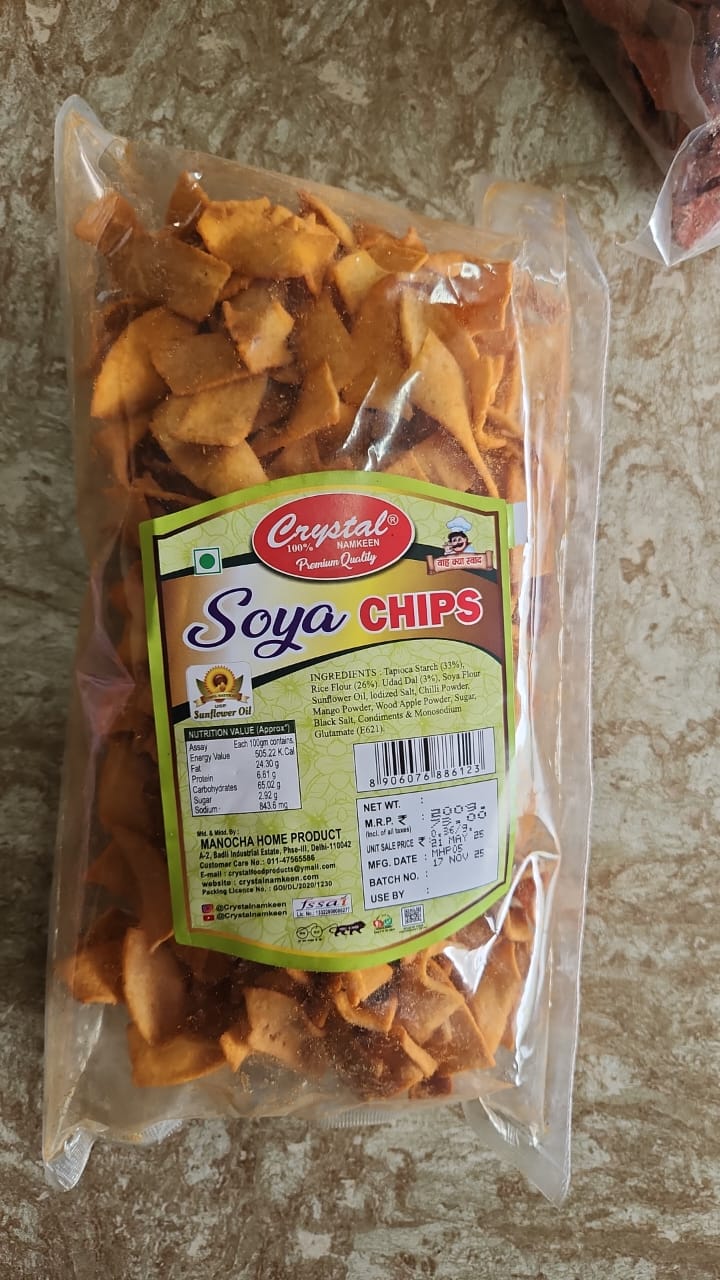 Crystal®
100% NAMKEEN
Premium Quality
वाह क्या स्वाद
Soya CHIPS
Sunflower Oil
INGREDIENTS : Tapioca Starch (33%),
Rice Flour (26%), Udad Dal (3%), Soya Flour
Sunflower Oil, Iodized Salt, Chilli Powder,
Mango Powder, Wood Apple Powder, Sugar,
Black Salt, Condiments & Monosodium
Glutamate (E621).
NUTRITION VALUE (Approx*)
Assay Each 100gm contains.
Energy Value 505.22 K.Cal
Fat 24.30 g
Protein 6.61 g
Carbohydrates 65.02 g
Sugar 2.92 g
Sodium 843.6 mg
8 906076 886123
NET WT. :
M.R.P. ₹ :
(Incl. of all taxes)
UNIT SALE PRICE ₹
MFG. DATE :
BATCH NO. :
USE BY :
75.00
0.36/g.
21 MAY 25
MHP05
17 NOV 25
Mfd. & Mktd. By :
MANOCHA HOME PRODUCT
A-2, Badli Industrial Estate, Phse-III, Delhi-110042
Customer Care No.: 011-47565586
E-mail : crystalfoodproducts@ymail.com
website : crystalnamkeen.com
Packing Licence No. : GOI/DL/2020/1230
@Crystalnamkeen
@Crystalnamkeen
fssai